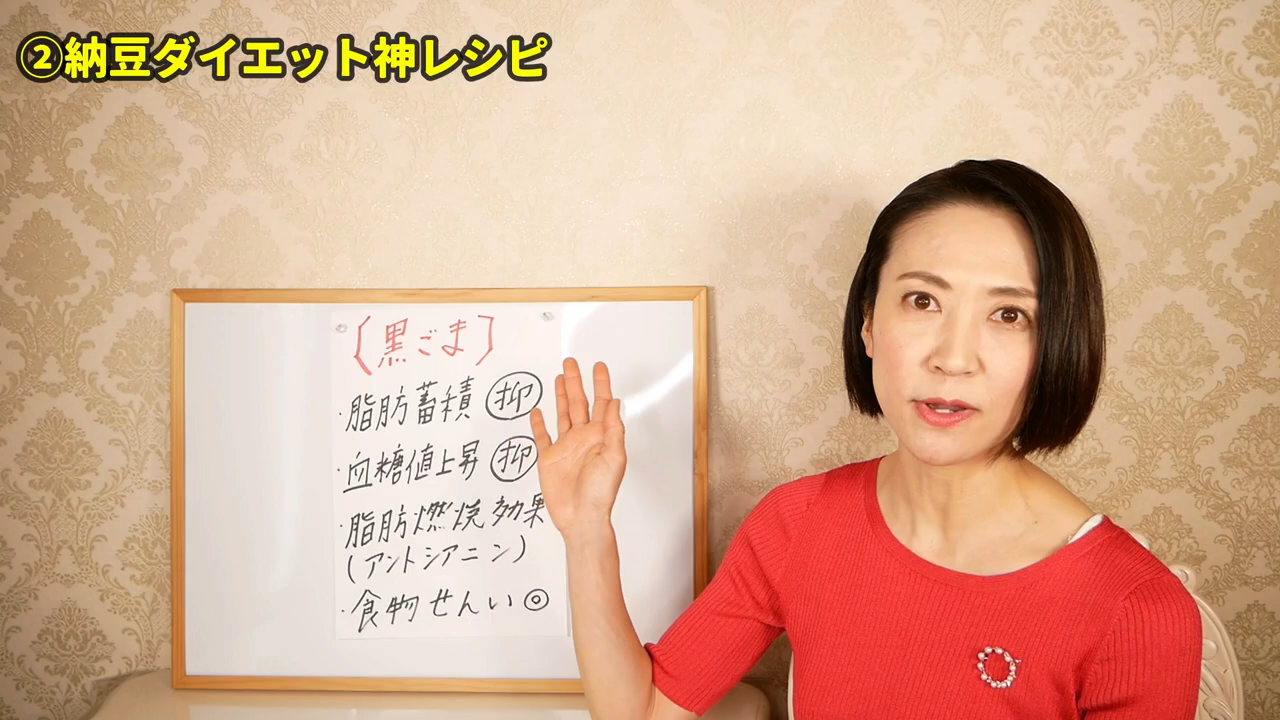 ②納豆ダイエット神レシピ
〔黒ごま〕
・脂肪蓄積 抑
・血糖値上昇 抑
・脂肪燃焼効果
(アントシアニン)
・食物せんい◎